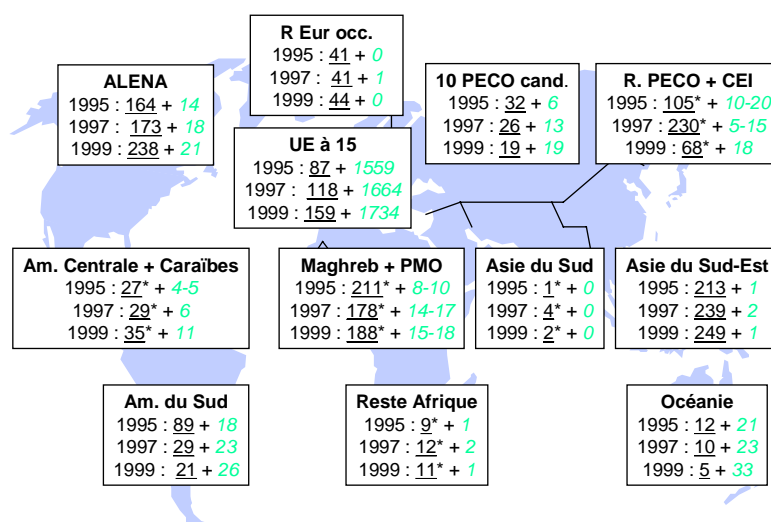 R Eur occ.
1995 : 41 + 0
1997 : 41 + 1
1999 : 44 + 0
ALENA
1995 : 164 + 14
1997 : 173 + 18
1999 : 238 + 21
10 PECO cand.
1995 : 32 + 6
1997 : 26 + 13
1999 : 19 + 19
R. PECO + CEI
1995 : 105* + 10-20
1997 : 230* + 5-15
1999 : 68* + 18
UE à 15
1995 : 87 + 1559
1997 : 118 + 1664
1999 : 159 + 1734
Am. Centrale + Caraïbes
1995 : 27* + 4-5
1997 : 29* + 6
1999 : 35* + 11
Maghreb + PMO
1995 : 211* + 8-10
1997 : 178* + 14-17
1999 : 188* + 15-18
Asie du Sud
1995 : 1* + 0
1997 : 4* + 0
1999 : 2* + 0
Asie du Sud-Est
1995 : 213 + 1
1997 : 239 + 2
1999 : 249 + 1
Am. du Sud
1995 : 89 + 18
1997 : 29 + 23
1999 : 21 + 26
Reste Afrique
1995 : 9* + 1
1997 : 12* + 2
1999 : 11* + 1
Océanie
1995 : 12 + 21
1997 : 10 + 23
1999 : 5 + 33